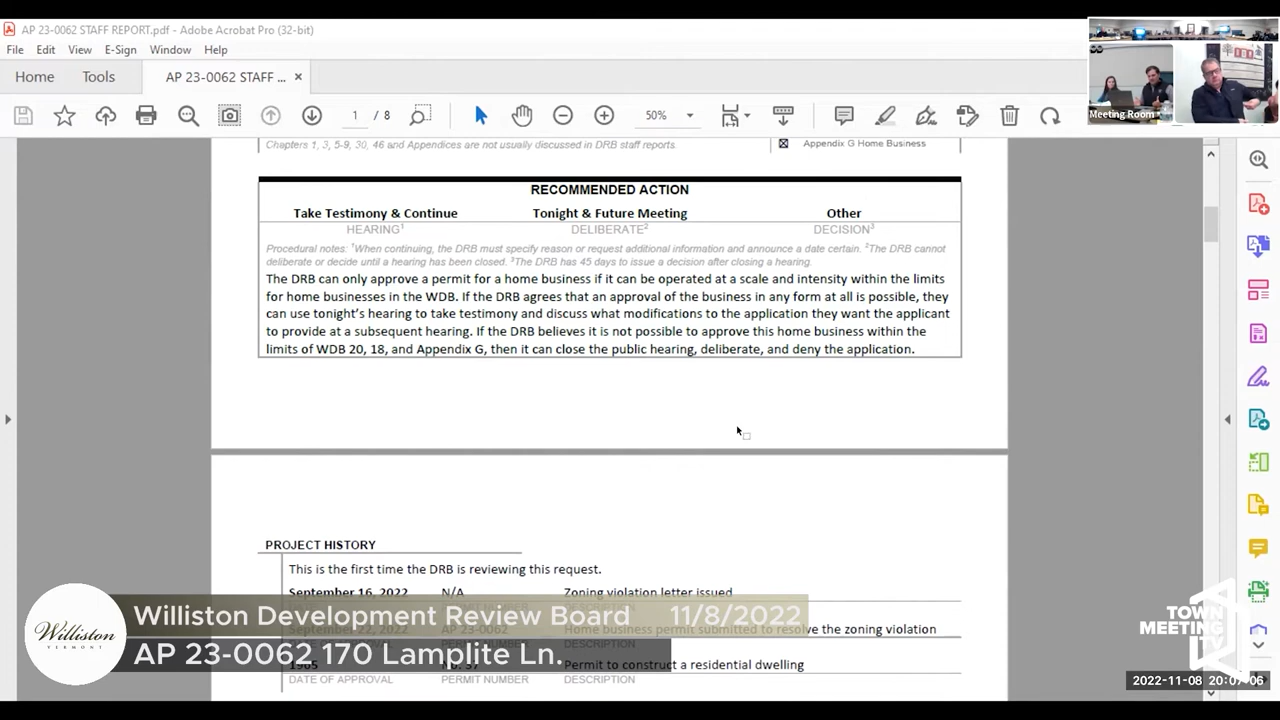 AP 23-0062 STAFF REPORT.pdf - Adobe Acrobat Pro (32-bit)
File Edit View E-Sign Window Help
Home Tools AP 23-0062 STAFF ... ×
1 / 8 50%
Meeting Room
Chapters 1, 3, 5-9, 30, 46 and Appendices are not usually discussed in DRB staff reports. Appendix G Home Business
RECOMMENDED ACTION
Take Testimony & Continue Tonight & Future Meeting Other
HEARING¹ DELIBERATE² DECISION³
Procedural notes: ¹When continuing, the DRB must specify reason or request additional information and announce a date certain. ²The DRB cannot
deliberate or decide until a hearing has been closed. ³The DRB has 45 days to issue a decision after closing a hearing.
The DRB can only approve a permit for a home business if it can be operated at a scale and intensity within the limits
for home businesses in the WDB. If the DRB agrees that an approval of the business in any form at all is possible, they
can use tonight's hearing to take testimony and discuss what modifications to the application they want the applicant
to provide at a subsequent hearing. If the DRB believes it is not possible to approve this home business within the
limits of WDB 20, 18, and Appendix G, then it can close the public hearing, deliberate, and deny the application.
PROJECT HISTORY
This is the first time the DRB is reviewing this request.
September 16, 2022 N/A Zoning violation letter issued
September 22, 2022 AP 23-0062 Home business permit submitted to resolve the zoning violation
DESCRIPTION
Permit to construct a residential dwelling
DATE OF APPROVAL PERMIT NUMBER DESCRIPTION
Williston
VERMONT
Williston Development Review Board 11/8/2022
AP 23-0062 170 Lamplite Ln.
TOWN
MEETING
TV
2022-11-08 20:07:06